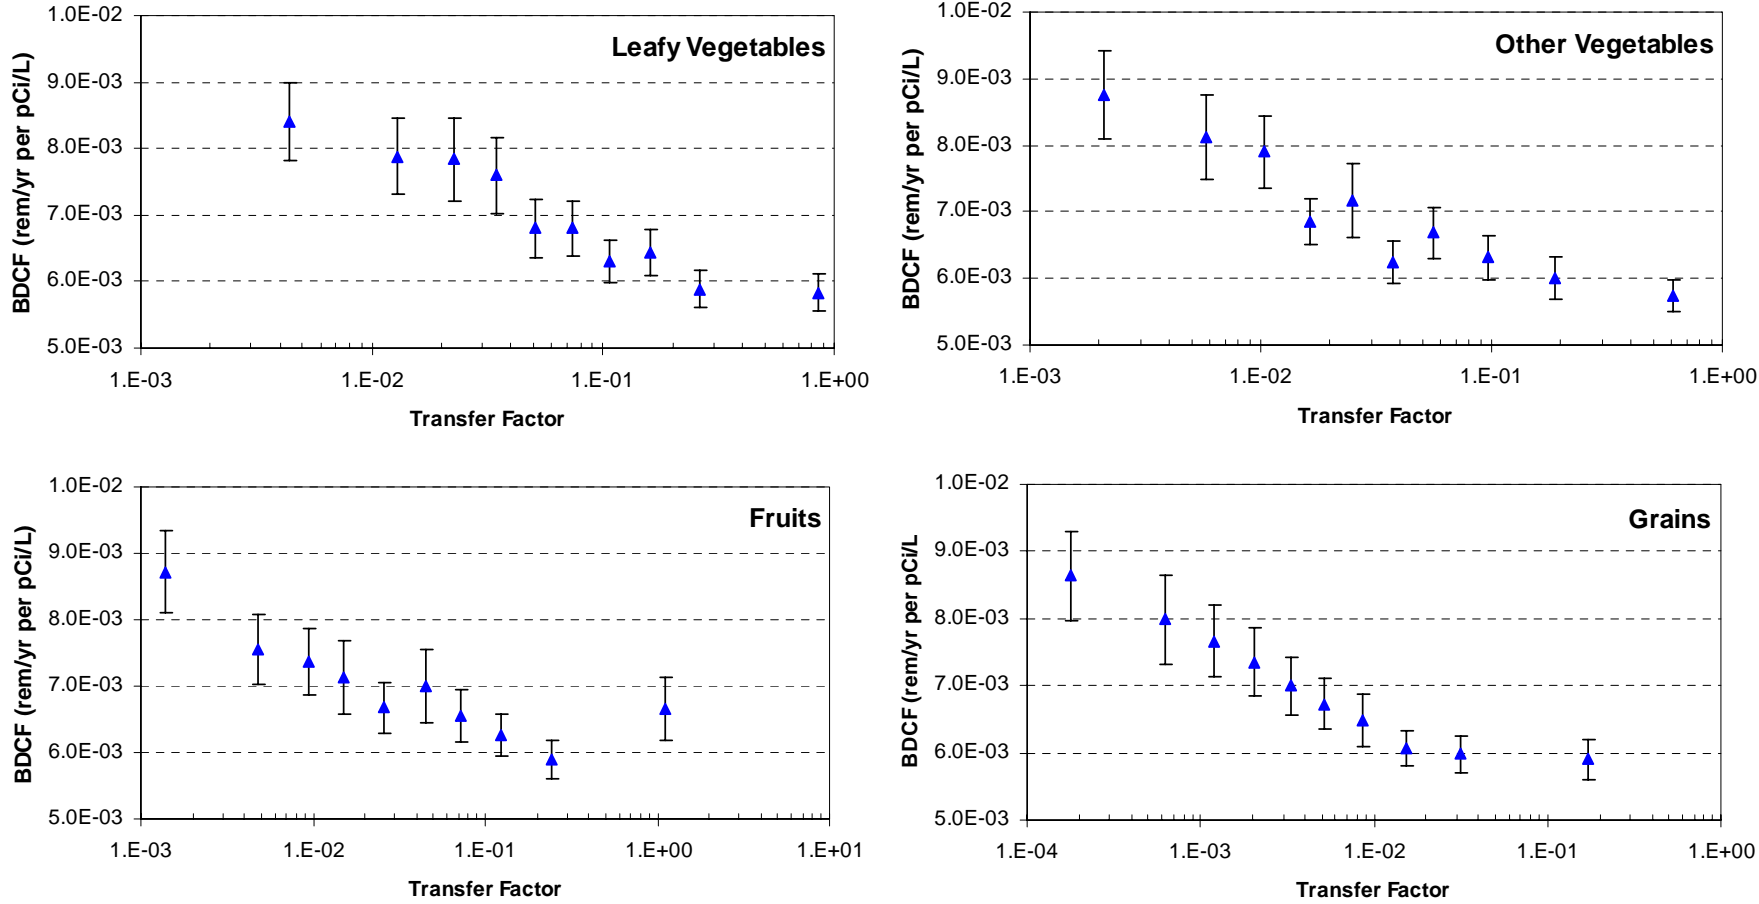 Leafy Vegetables
BDCF (rem/yr per pCi/L)
1.0E-02
9.0E-03
8.0E-03
7.0E-03
6.0E-03
5.0E-03
1.E-03 1.E-02 1.E-01 1.E+00
Transfer Factor
Other Vegetables
BDCF (rem/yr per pCi/L)
1.0E-02
9.0E-03
8.0E-03
7.0E-03
6.0E-03
5.0E-03
1.E-03 1.E-02 1.E-01 1.E+00
Transfer Factor
Fruits
BDCF (rem/yr per pCi/L)
1.0E-02
9.0E-03
8.0E-03
7.0E-03
6.0E-03
5.0E-03
1.E-03 1.E-02 1.E-01 1.E+00 1.E+01
Transfer Factor
Grains
BDCF (rem/yr per pCi/L
1.0E-02
9.0E-03
8.0E-03
7.0E-03
6.0E-03
5.0E-03
1.E-04 1.E-03 1.E-02 1.E-01 1.E+00
Transfer Factor